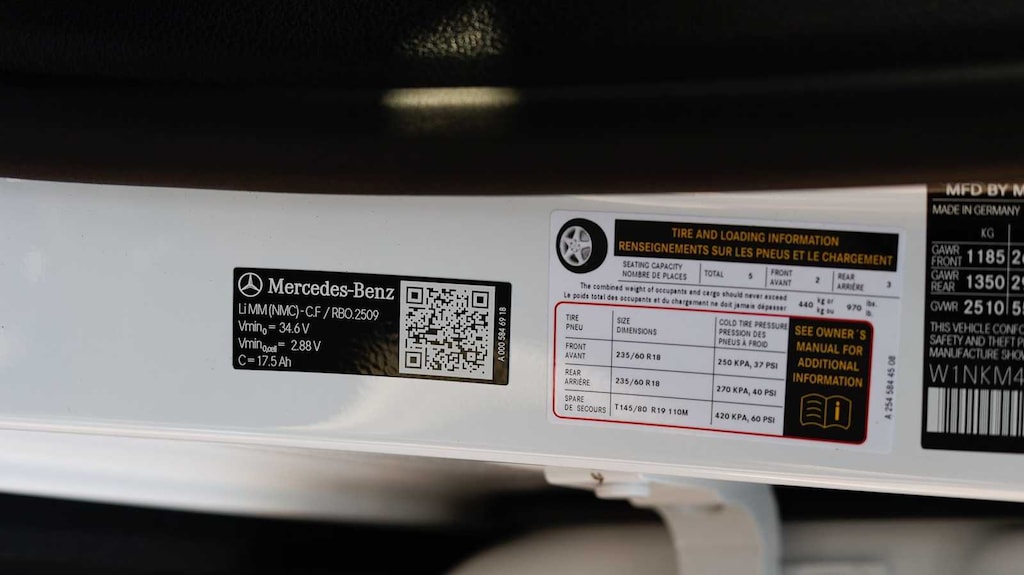 Mercedes-Benz
Li MM (NMC) - C.F / RBO.2509
Vmin₀ = 34.6 V
Vmin₀,cell = 2.88 V
C = 17.5 Ah
A 000 584 69 18
TIRE AND LOADING INFORMATION
RENSEIGNEMENTS SUR LES PNEUS ET LE CHARGEMENT
SEATING CAPACITY
NOMBRE DE PLACES
TOTAL 5
FRONT
AVANT
2
REAR
ARRIÈRE
3
The combined weight of occupants and cargo should never exceed
Le poids total des occupants et du chargement ne doit jamais dépasser
440
kg or
kg ou
970
lbs.
lb.
TIRE
PNEU
SIZE
DIMENSIONS
COLD TIRE PRESSURE
PRESSION DES
PNEUS À FROID
FRONT
AVANT
235/60 R18
250 KPA, 37 PSI
REAR
ARRIÈRE
235/60 R18
270 KPA, 40 PSI
SPARE
DE SECOURS
T145/80 R19 110M
420 KPA, 60 PSI
SEE OWNER'S
MANUAL FOR
ADDITIONAL
INFORMATION
A 254 584 45 08
MFD BY M
MADE IN GERMANY
KG
GAWR
FRONT
1185
GAWR
REAR
1350
GVWR 2510
THIS VEHICLE CONFO
SAFETY AND THEFT P
MANUFACTURE SHOW
W1NKM4